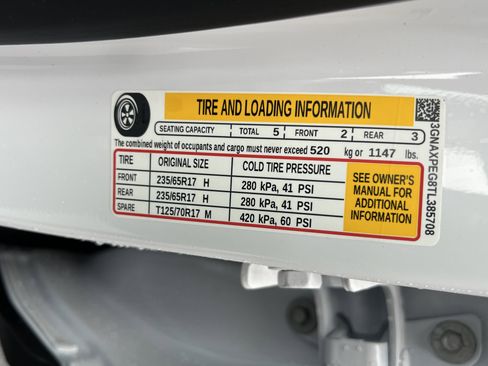 TIRE AND LOADING INFORMATION
SEATING CAPACITY TOTAL 5 FRONT 2 REAR 3
The combined weight of occupants and cargo must never exceed 520 kg or 1147 lbs.
TIRE ORIGINAL SIZE COLD TIRE PRESSURE
FRONT 235/65R17 H 280 kPa, 41 PSI
REAR 235/65R17 H 280 kPa, 41 PSI
SPARE T125/70R17 M 420 kPa, 60 PSI
SEE OWNER'S
MANUAL FOR
ADDITIONAL
INFORMATION
3GNAXPEG8TL385708